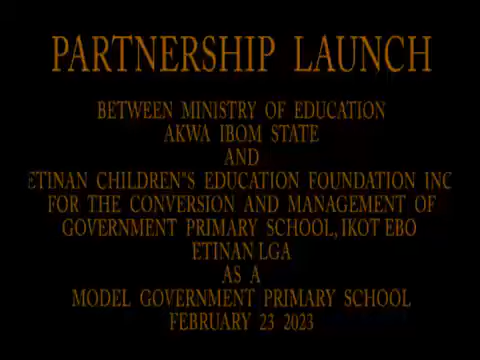 PARTNERSHIP LAUNCH
BETWEEN MINISTRY OF EDUCATION
AKWA IBOM STATE
AND
ETINAN CHILDREN"S EDUCATION FOUNDATION INC
FOR THE CONVERSION AND MANAGEMENT OF
GOVERNMENT PRIMARY SCHOOL, IKOT EBO
ETINAN LGA
AS A
MODEL GOVERNMENT PRIMARY SCHOOL
FEBRUARY 23 2023